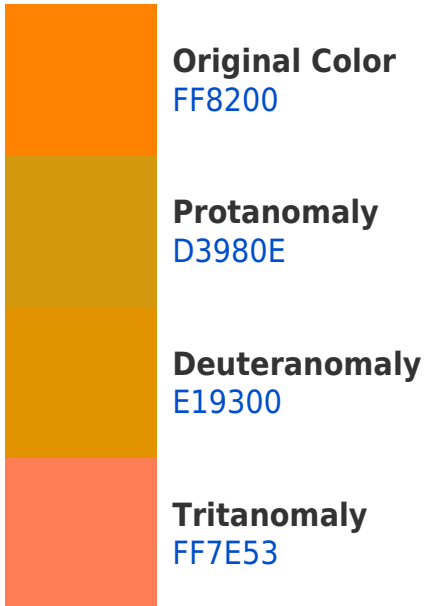 Original Color
FF8200
Protanomaly
D3980E
Deuteranomaly
E19300
Tritanomaly
FF7E53